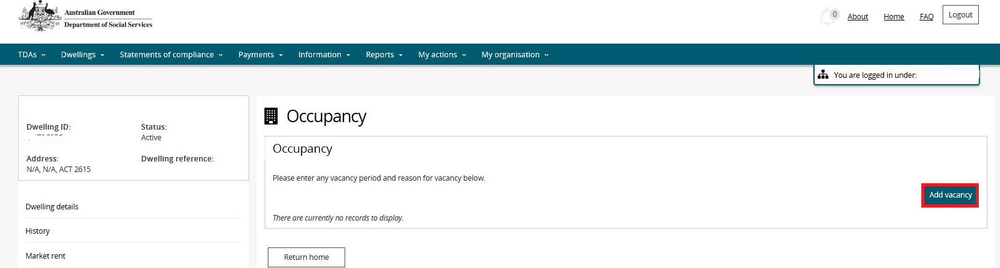 Australian Government
Department of Social Services
0 About Home FAQ Logout
TDAs Dwellings Statements of compliance Payments Information Reports My actions My organisation
You are logged in under:
Dwelling ID: Status:
Active
Address: Dwelling reference:
N/A, N/A, ACT 2615
Dwelling details
History
Market rent
Occupancy
Occupancy
Please enter any vacancy period and reason for vacancy below.
Add vacancy
There are currently no records to display.
Return home